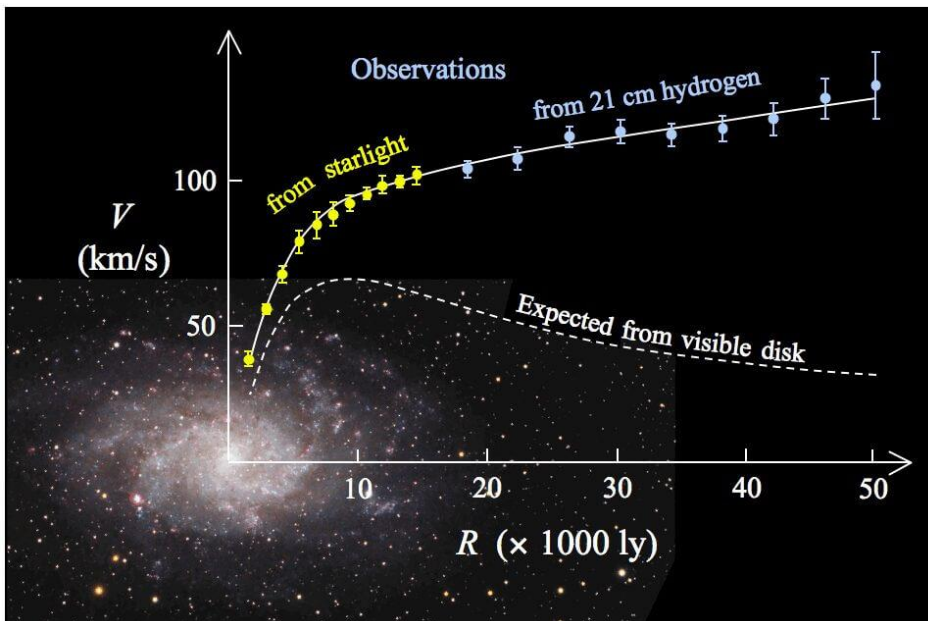 Observations
from 21 cm hydrogen
from starlight
100
V
(km/s)
50
Expected from visible disk
10 20 30 40 50
R (× 1000 ly)